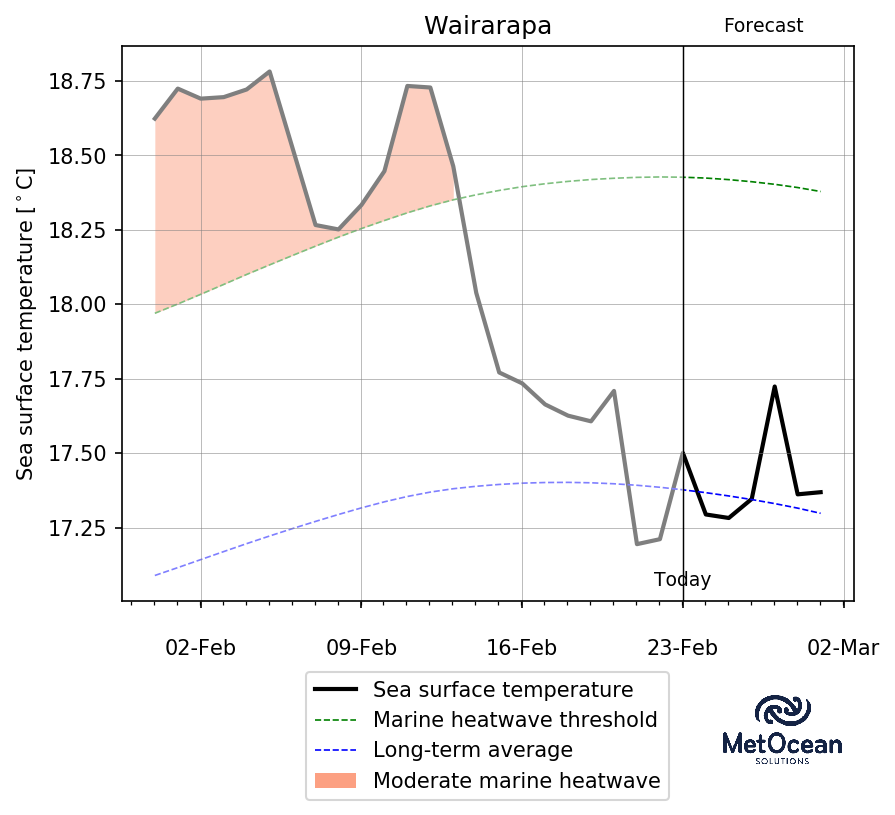 Wairarapa
Forecast
Sea surface temperature [°C]
18.75
18.50
18.25
18.00
17.75
17.50
17.25
Today
02-Feb
09-Feb
16-Feb
23-Feb
02-Mar
Sea surface temperature
Marine heatwave threshold
Long-term average
Moderate marine heatwave
MetOcean
SOLUTIONS